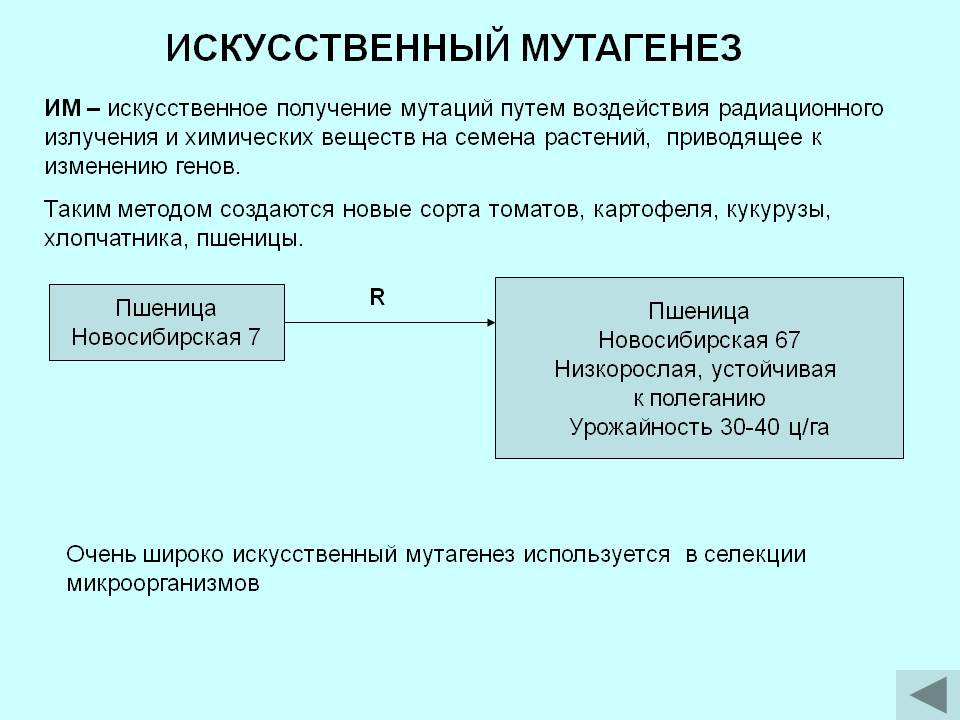 ИСКУССТВЕННЫЙ МУТАГЕНЕЗ
ИМ – искусственное получение мутаций путем воздействия радиационного
излучения и химических веществ на семена растений, приводящее к
изменению генов.
Таким методом создаются новые сорта томатов, картофеля, кукурузы,
хлопчатника, пшеницы.
Пшеница
Новосибирская 7
R
Пшеница
Новосибирская 67
Низкорослая, устойчивая
к полеганию
Урожайность 30-40 ц/га
Очень широко искусственный мутагенез используется в селекции
микроорганизмов